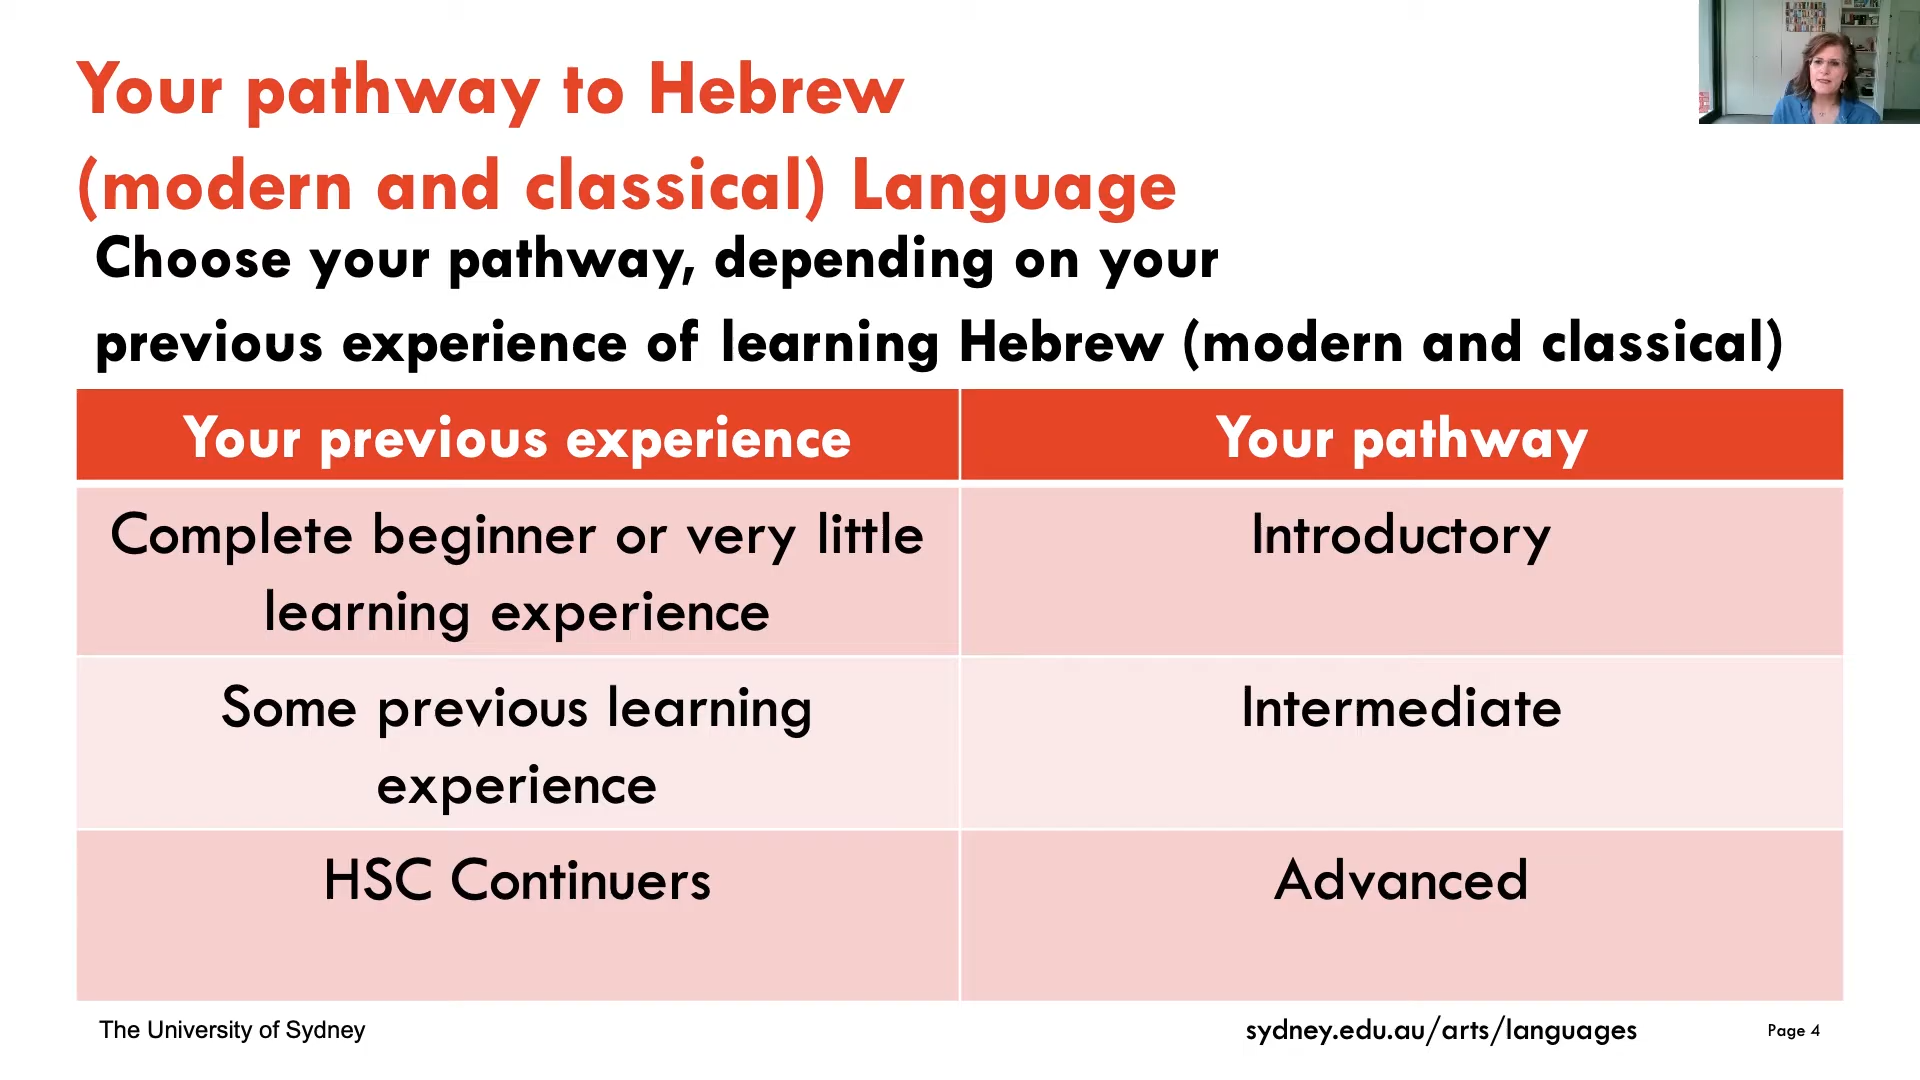 Your pathway to Hebrew
(modern and classical) Language
Choose your pathway, depending on your
previous experience of learning Hebrew (modern and classical)
Your previous experience
Your pathway
Complete beginner or very little
learning experience
Introductory
Some previous learning
experience
Intermediate
HSC Continuers
Advanced
The University of Sydney
sydney.edu.au/arts/languages
Page 4